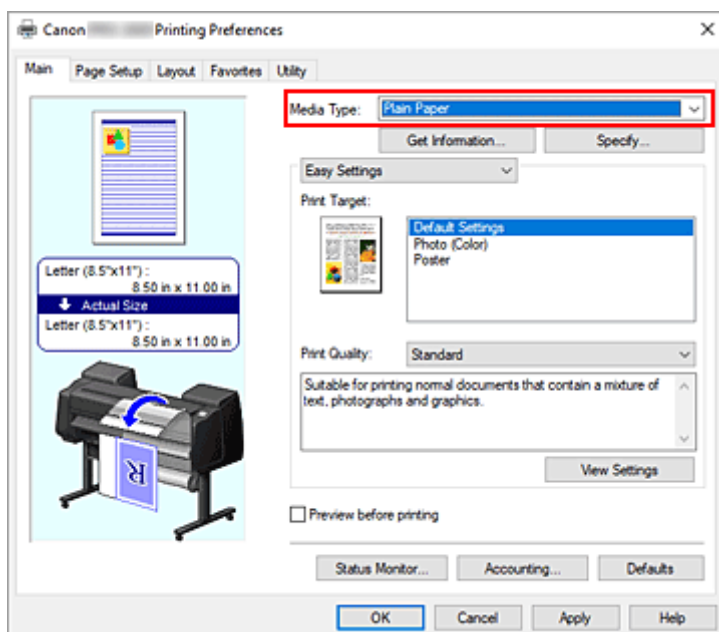 Canon Printing Preferences
Main Page Setup Layout Favorites Utility
Media Type: Plain Paper
Get Information... Specify...
Easy Settings
Print Target:
Default Settings
Photo (Color)
Poster
Letter (8.5"x11") :
8.50 in x 11.00 in
Actual Size
Letter (8.5"x11") :
8.50 in x 11.00 in
R
Print Quality: Standard
Suitable for printing normal documents that contain a mixture of
text, photographs and graphics.
View Settings
Preview before printing
Status Monitor... Accounting... Defaults
OK Cancel Apply Help